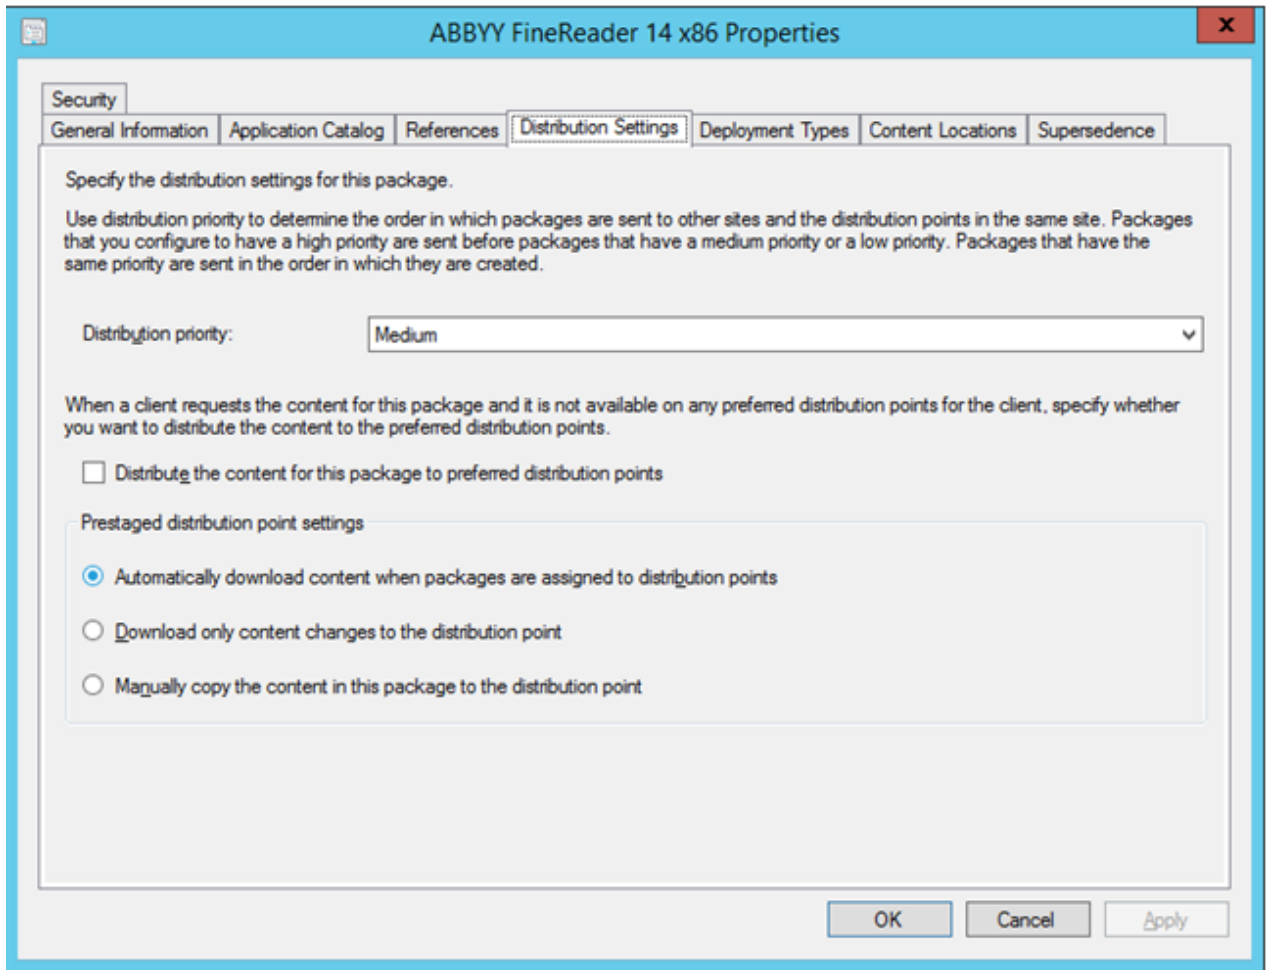 ABBYY FineReader 14 x86 Properties
x
Security
General Information Application Catalog References Distribution Settings Deployment Types Content Locations Supersedence
Specify the distribution settings for this package.
Use distribution priority to determine the order in which packages are sent to other sites and the distribution points in the same site. Packages
that you configure to have a high priority are sent before packages that have a medium priority or a low priority. Packages that have the
same priority are sent in the order in which they are created.
Distribution priority: Medium
When a client requests the content for this package and it is not available on any preferred distribution points for the client, specify whether
you want to distribute the content to the preferred distribution points.
Distribute the content for this package to preferred distribution points
Prestaged distribution point settings
Automatically download content when packages are assigned to distribution points
Download only content changes to the distribution point
Manually copy the content in this package to the distribution point
OK Cancel Apply